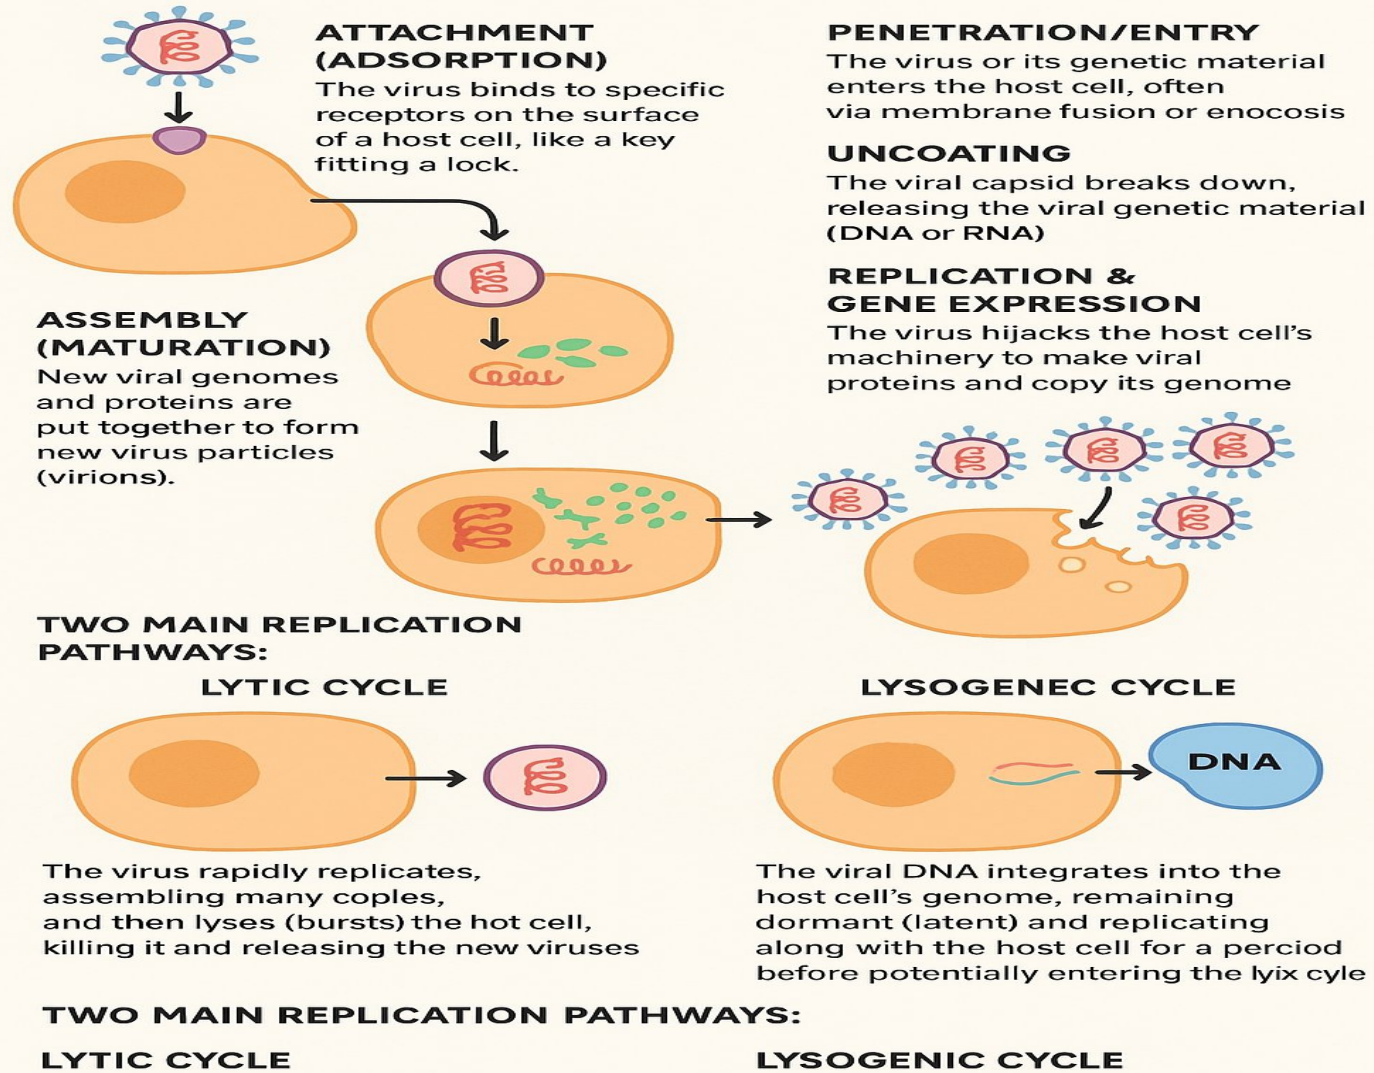 ATTACHMENT
(ADSORPTION)
The virus binds to specific
receptors on the surface
of a host cell, like a key
fitting a lock.
PENETRATION/ENTRY
The virus or its genetic material
enters the host cell, often
via membrane fusion or enocosis
UNCOATING
The viral capsid breaks down,
releasing the viral genetic material
(DNA or RNA)
REPLICATION &
GENE EXPRESSION
The virus hijacks the host cell's
machinery to make viral
proteins and copy its genome
ASSEMBLY
(MATURATION)
New viral genomes
and proteins are
put together to form
new virus particles
(virions).
TWO MAIN REPLICATION
PATHWAYS:
LYTIC CYCLE
The virus rapidly replicates,
assembling many coples,
and then lyses (bursts) the hot cell,
killing it and releasing the new viruses
LYSOGENEC CYCLE
DNA
The viral DNA integrates into the
host cell's genome, remaining
dormant (latent) and replicating
along with the host cell for a perciod
before potentially entering the lyix cyle
TWO MAIN REPLICATION PATHWAYS:
LYTIC CYCLE
LYSOGENIC CYCLE